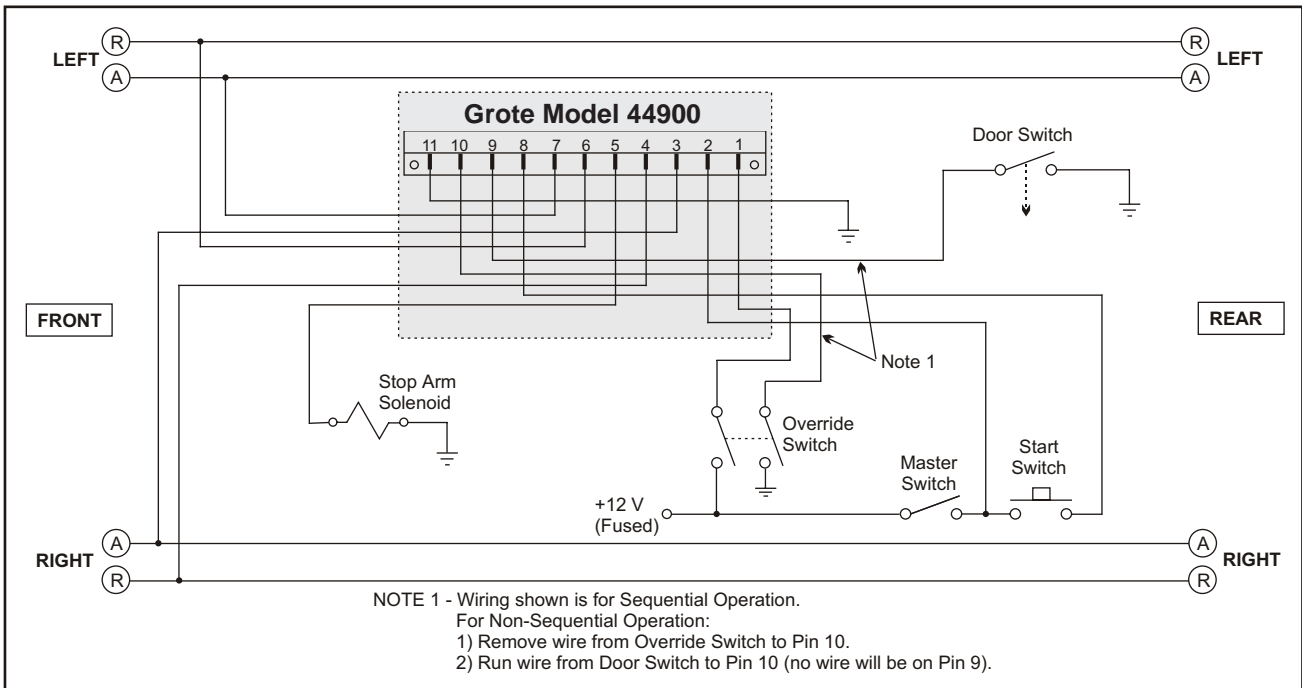 R
LEFT
A
R
LEFT
A
Grote Model 44900
11 10 9 8 7 6 5 4 3 2 1
Door Switch
FRONT
REAR
Note 1
Stop Arm
Solenoid
Override
Switch
Master
Switch
Start
Switch
+12 V
(Fused)
A
RIGHT
R
A
RIGHT
R
NOTE 1 - Wiring shown is for Sequential Operation.
For Non-Sequential Operation:
1) Remove wire from Override Switch to Pin 10.
2) Run wire from Door Switch to Pin 10 (no wire will be on Pin 9).